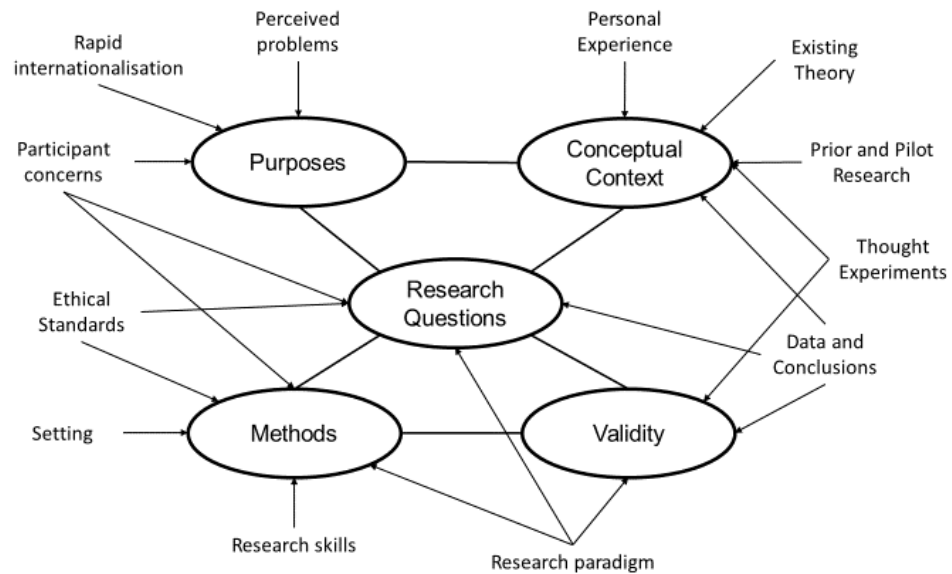 Perceived
problems
Personal
Experience
Rapid
internationalisation
Existing
Theory
Purposes
Conceptual
Context
Participant
concerns
Prior and Pilot
Research
Thought
Experiments
Research
Questions
Ethical
Standards
Data and
Conclusions
Setting
Methods
Validity
Research skills
Research paradigm